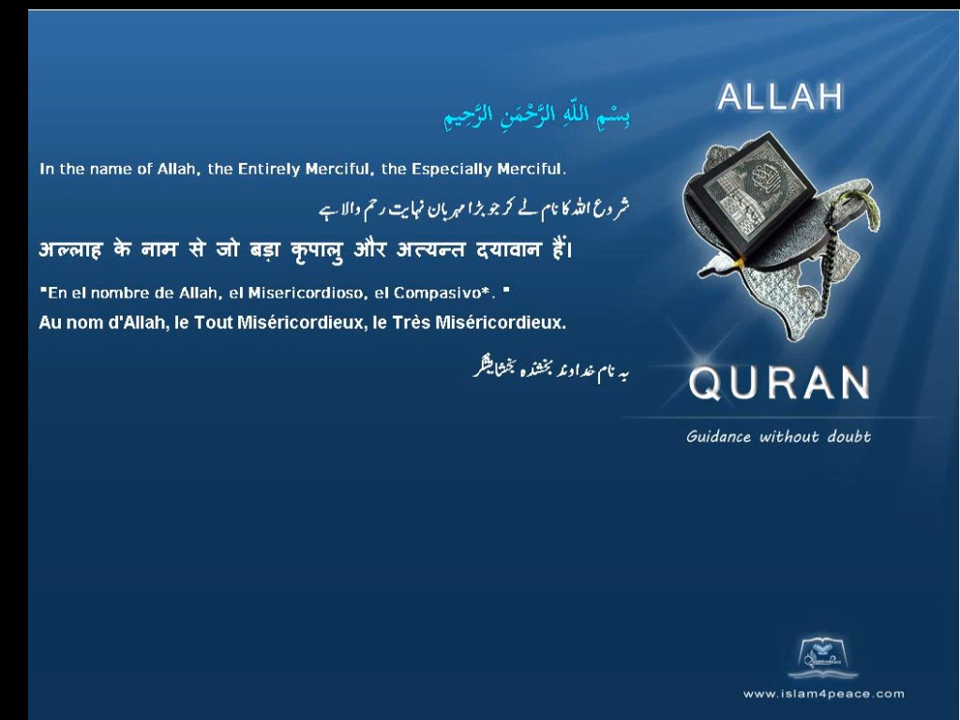 بِسْمِ اللّهِ الرَّحْمَنِ الرَّحِيمِ
In the name of Allah, the Entirely Merciful, the Especially Merciful.
شروع اللہ کا نام لے کر جو بڑا مہربان نہایت رحم والا ہے
अल्लाह के नाम से जो बड़ा कृपालु और अत्यन्त दयावान हैं।
"En el nombre de Allah, el Misericordioso, el Compasivo*. "
Au nom d'Allah, le Tout Miséricordieux, le Très Miséricordieux.
به نام خداوند بخشنده بخشایشگر
ALLAH
QURAN
Guidance without doubt
www.islam4peace.com